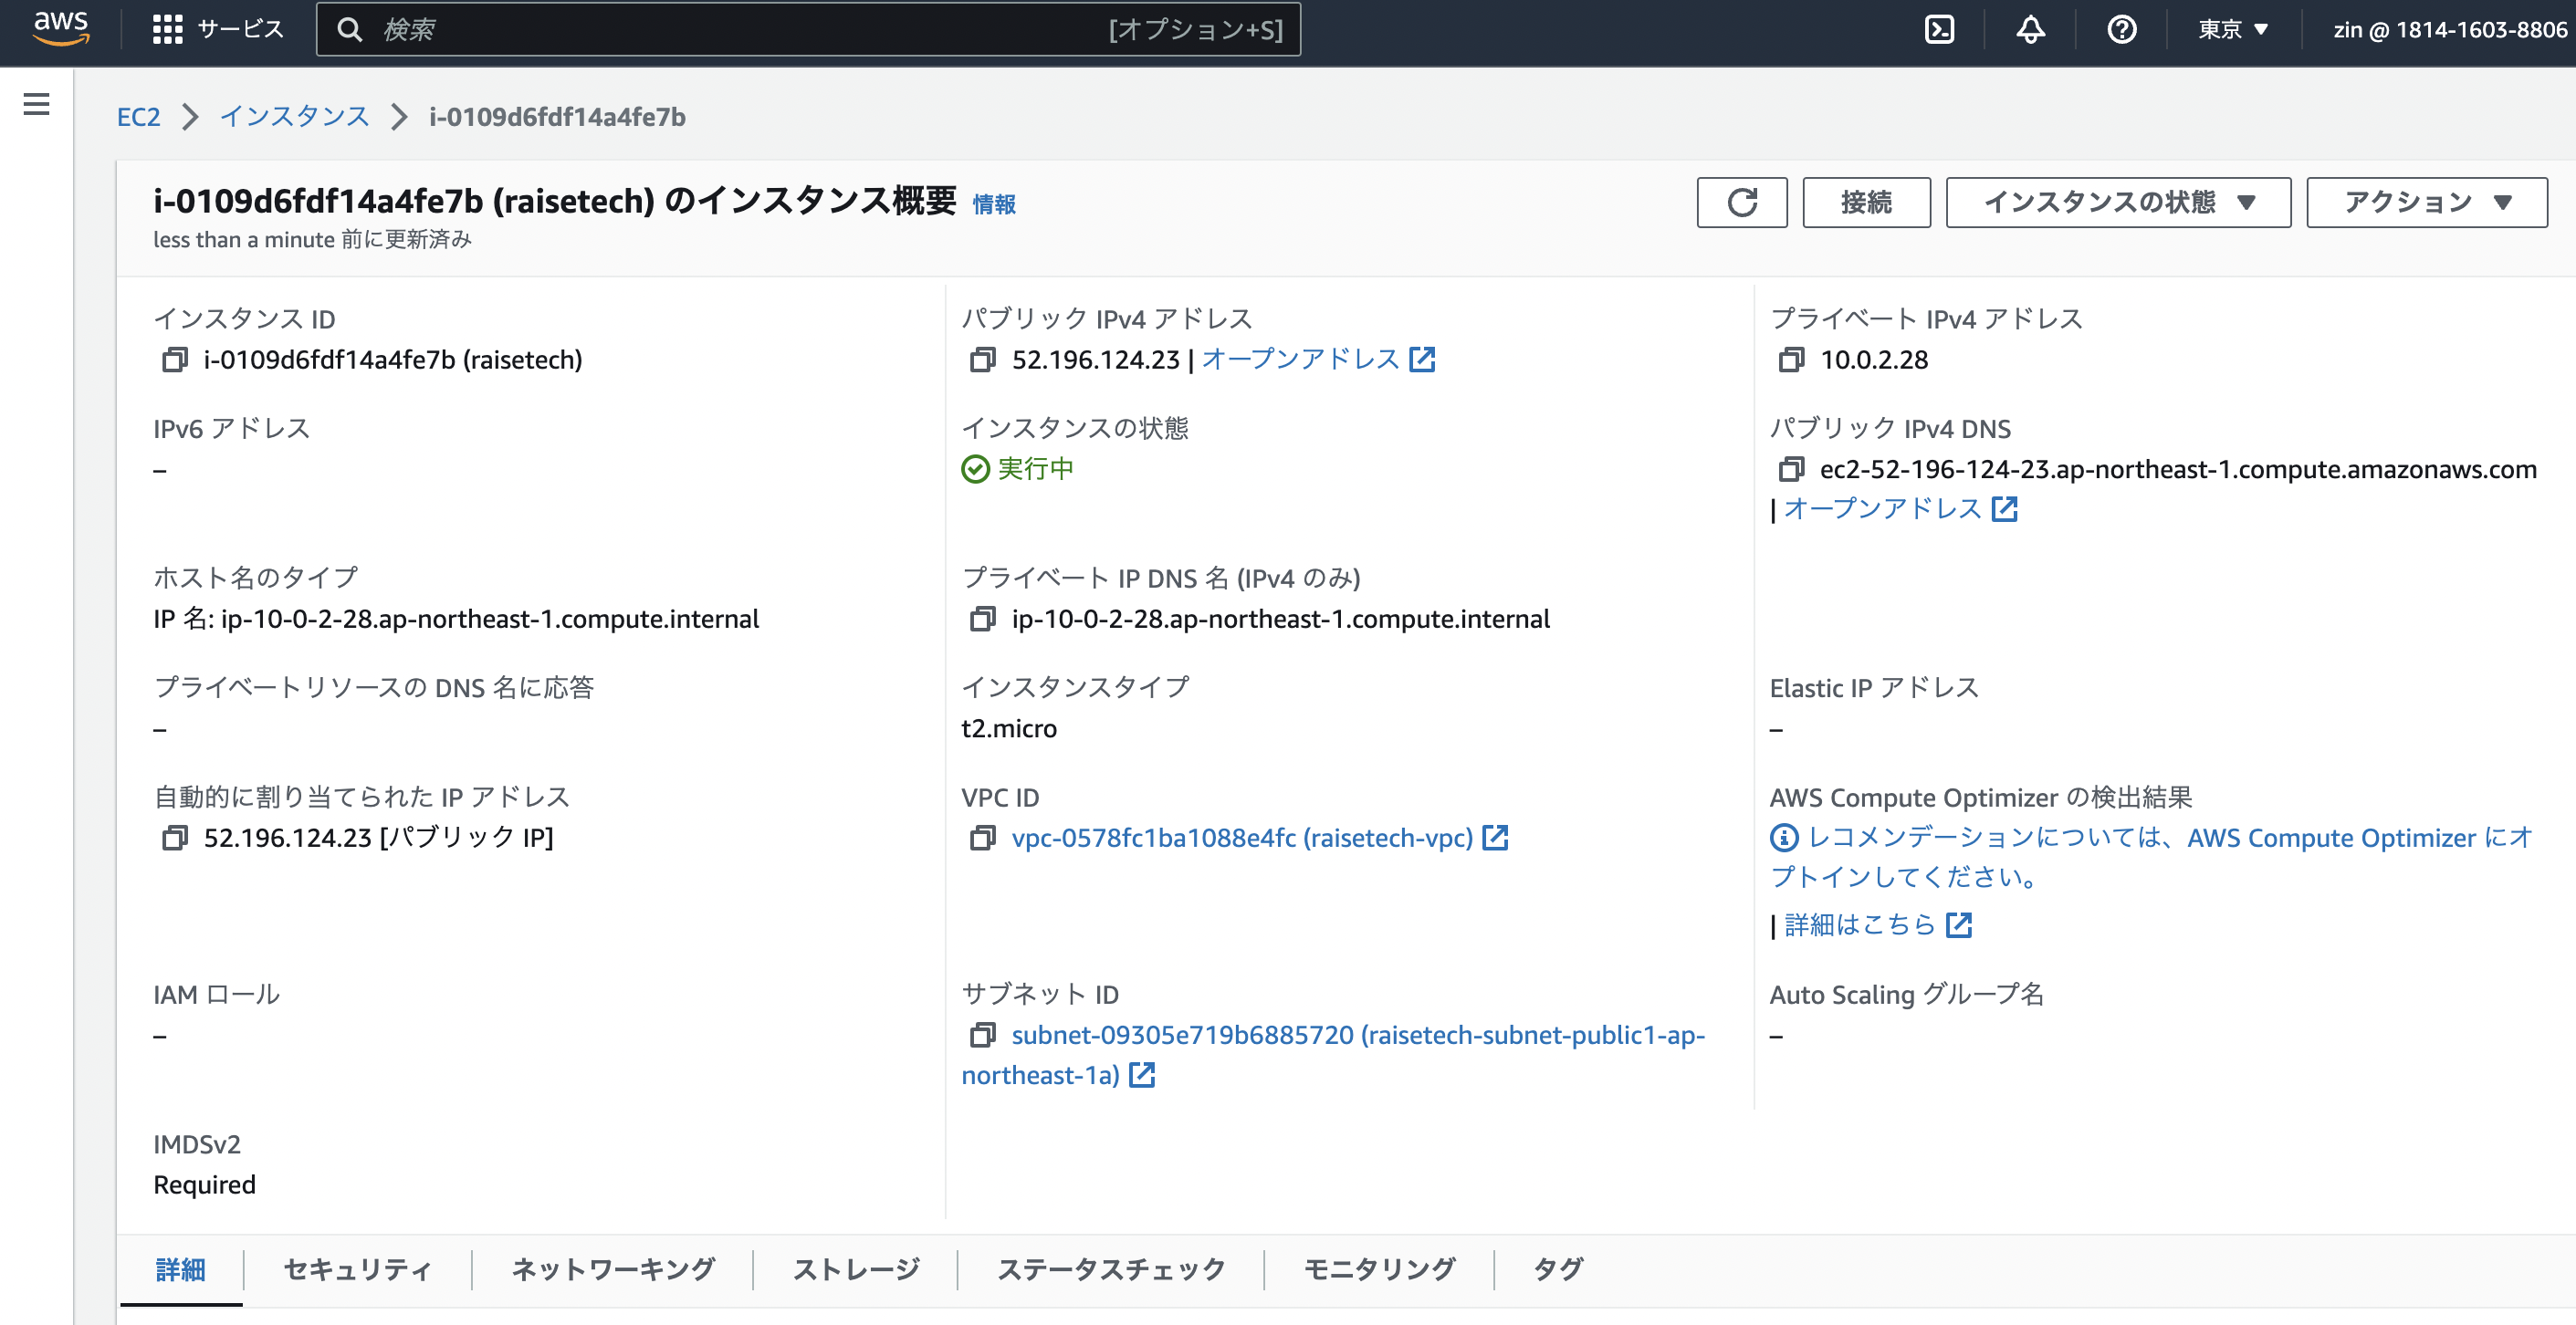 aws
サービス
検索
[オプション+S]
東京
zin @ 1814-1603-8806
EC2
インスタンス
i-0109d6fdf14a4fe7b
i-0109d6fdf14a4fe7b (raisetech) のインスタンス概要 情報
less than a minute 前に更新済み
接続
インスタンスの状態
アクション
インスタンス ID
i-0109d6fdf14a4fe7b (raisetech)
パブリック IPv4 アドレス
52.196.124.23 | オープンアドレス
プライベート IPv4 アドレス
10.0.2.28
IPv6 アドレス
–
インスタンスの状態
実行中
パブリック IPv4 DNS
ec2-52-196-124-23.ap-northeast-1.compute.amazonaws.com
| オープンアドレス
ホスト名のタイプ
IP 名: ip-10-0-2-28.ap-northeast-1.compute.internal
プライベート IP DNS 名 (IPv4 のみ)
ip-10-0-2-28.ap-northeast-1.compute.internal
プライベートリソースの DNS 名に応答
–
インスタンスタイプ
t2.micro
Elastic IP アドレス
–
自動的に割り当てられた IP アドレス
52.196.124.23 [パブリック IP]
VPC ID
vpc-0578fc1ba1088e4fc (raisetech-vpc)
AWS Compute Optimizer の検出結果
レコメンデーションについては、AWS Compute Optimizer にオ
プトインしてください。
| 詳細はこちら
IAM ロール
–
サブネット ID
subnet-09305e719b6885720 (raisetech-subnet-public1-ap-
northeast-1a)
Auto Scaling グループ名
–
IMDSv2
Required
詳細
セキュリティ
ネットワーキング
ストレージ
ステータスチェック
モニタリング
タグ